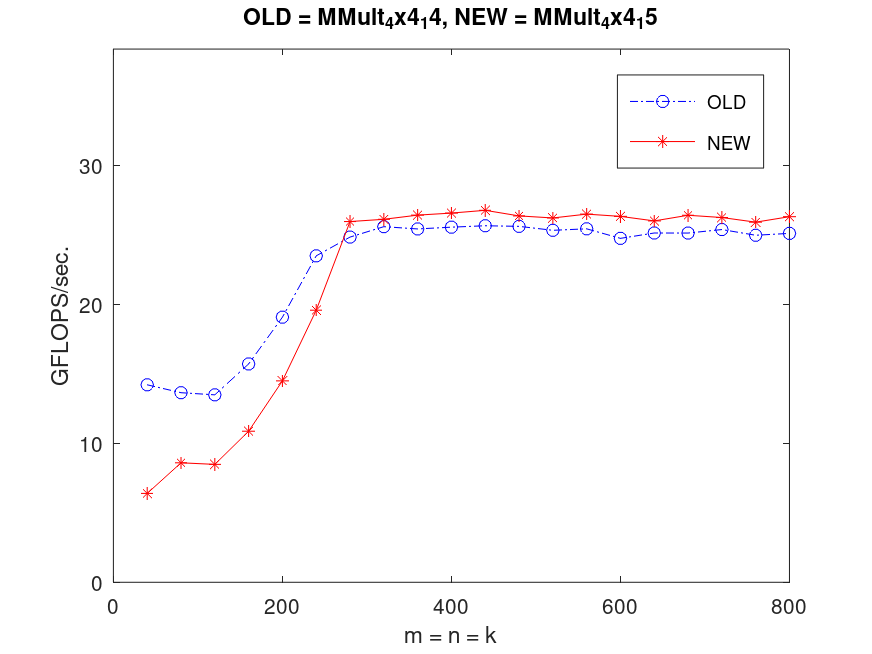 OLD = MMult₄x4₁4, NEW = MMult₄x4₁5
OLD
NEW
30
20
10
0
GFLOPS/sec.
0 200 400 600 800
m = n = k